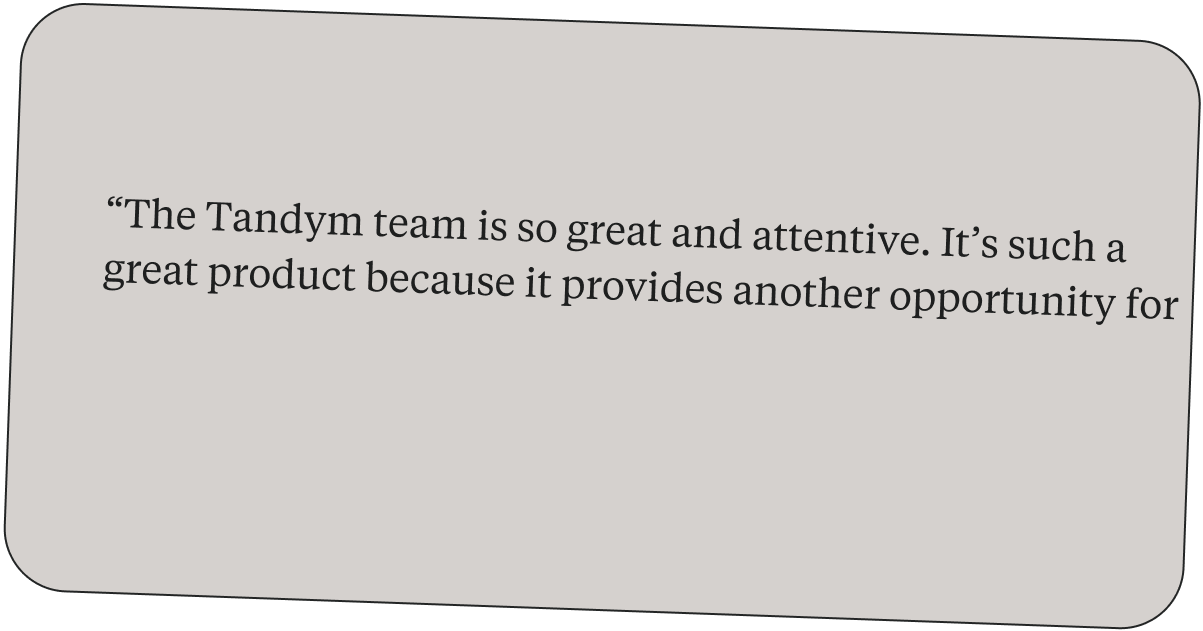 “The Tandym team is so great and attentive. It’s such a
great product because it provides another opportunity for